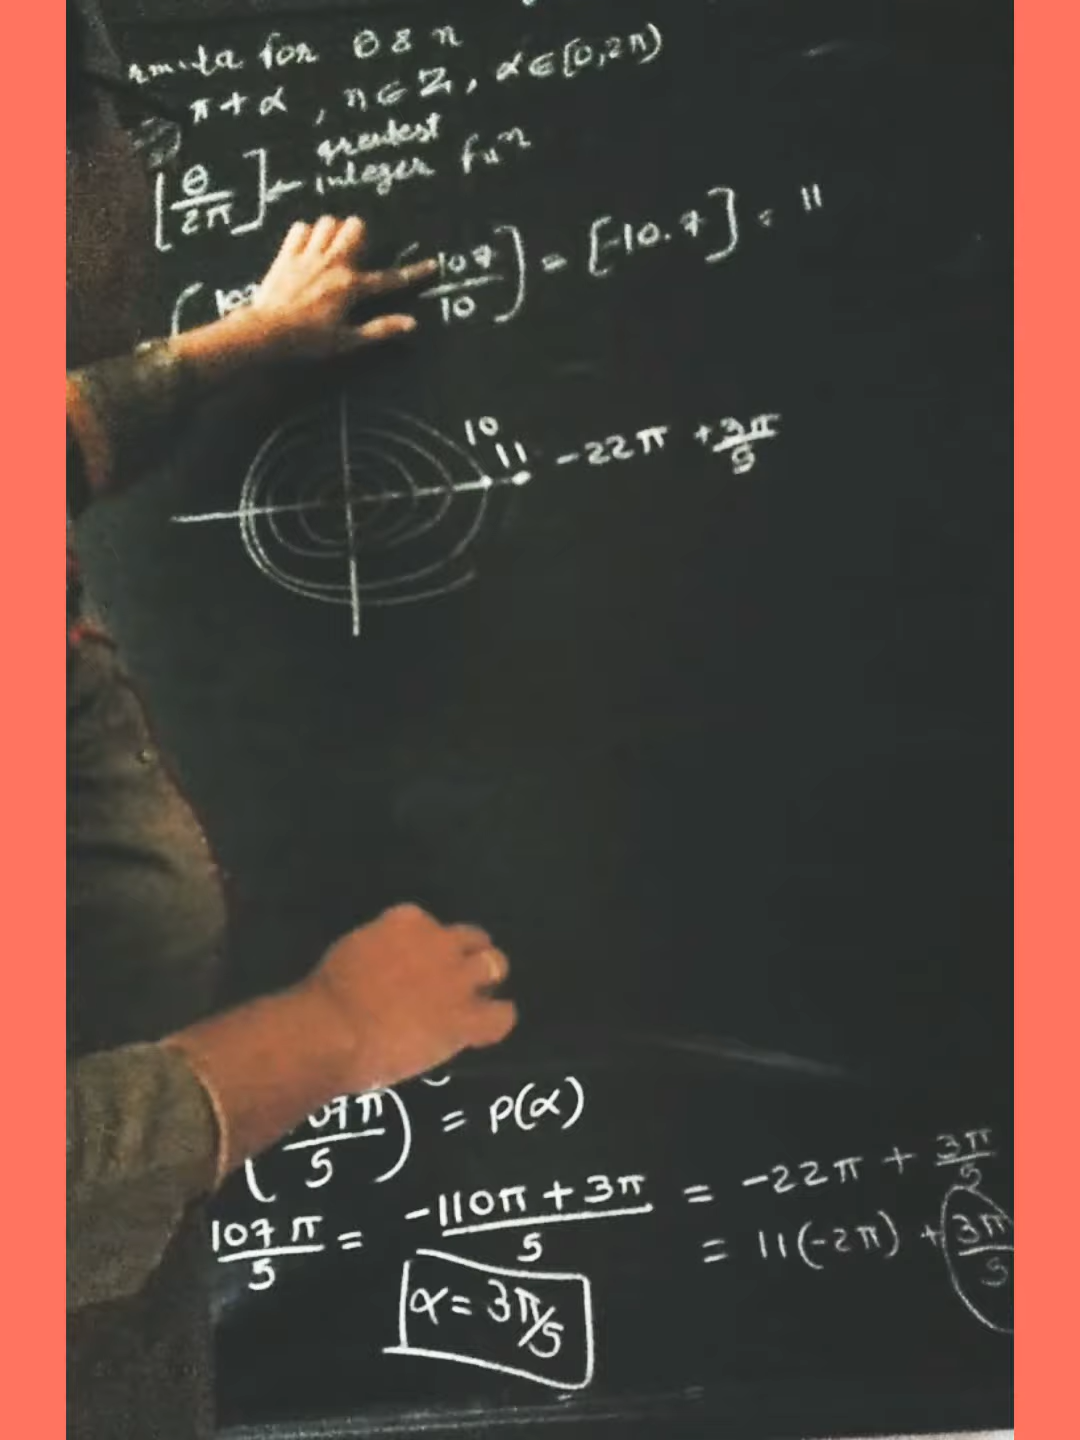 for θ & n
π + α , n ∈ Z , α ∈ [0, 2π)
[θ/2π] ← greatest integer fun
107/10] = [-10.7] = 11
10
11 -22π + 3π/5
07π/5) = P(α)
107π/5 = -110π + 3π/5 = -22π + 3π/5
= 11(-2π) + 3π/5
α = 3π/5